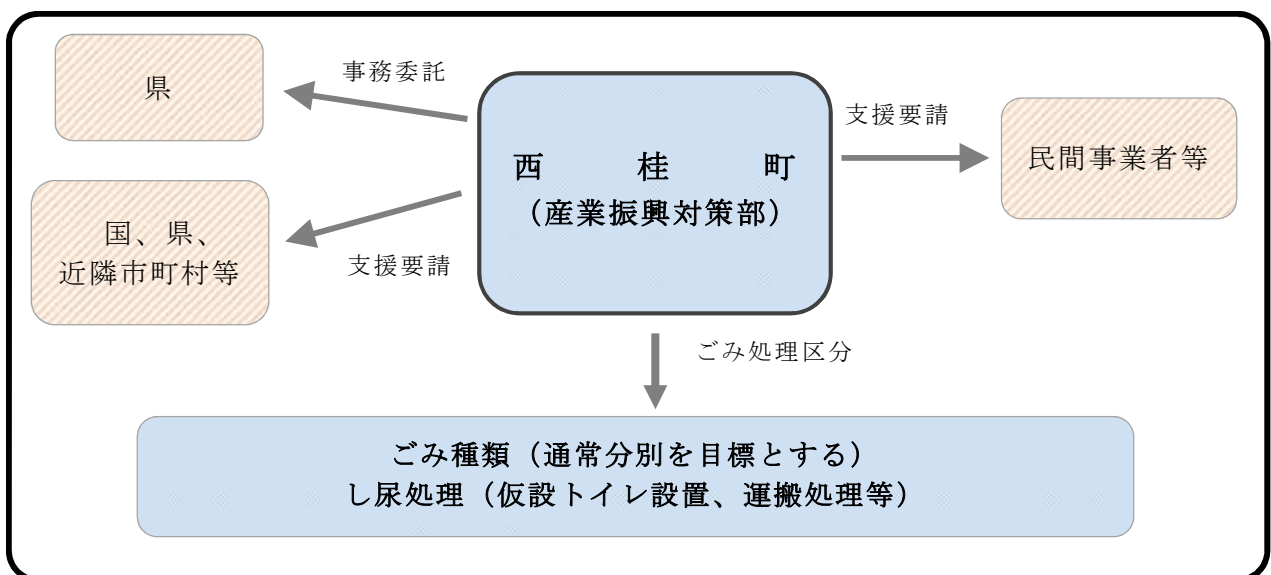 県
事務委託
西桂町
（産業振興対策部）
支援要請
民間事業者等
国、県、
近隣市町村等
支援要請
ごみ処理区分
ごみ種類（通常分別を目標とする）
し尿処理（仮設トイレ設置、運搬処理等）